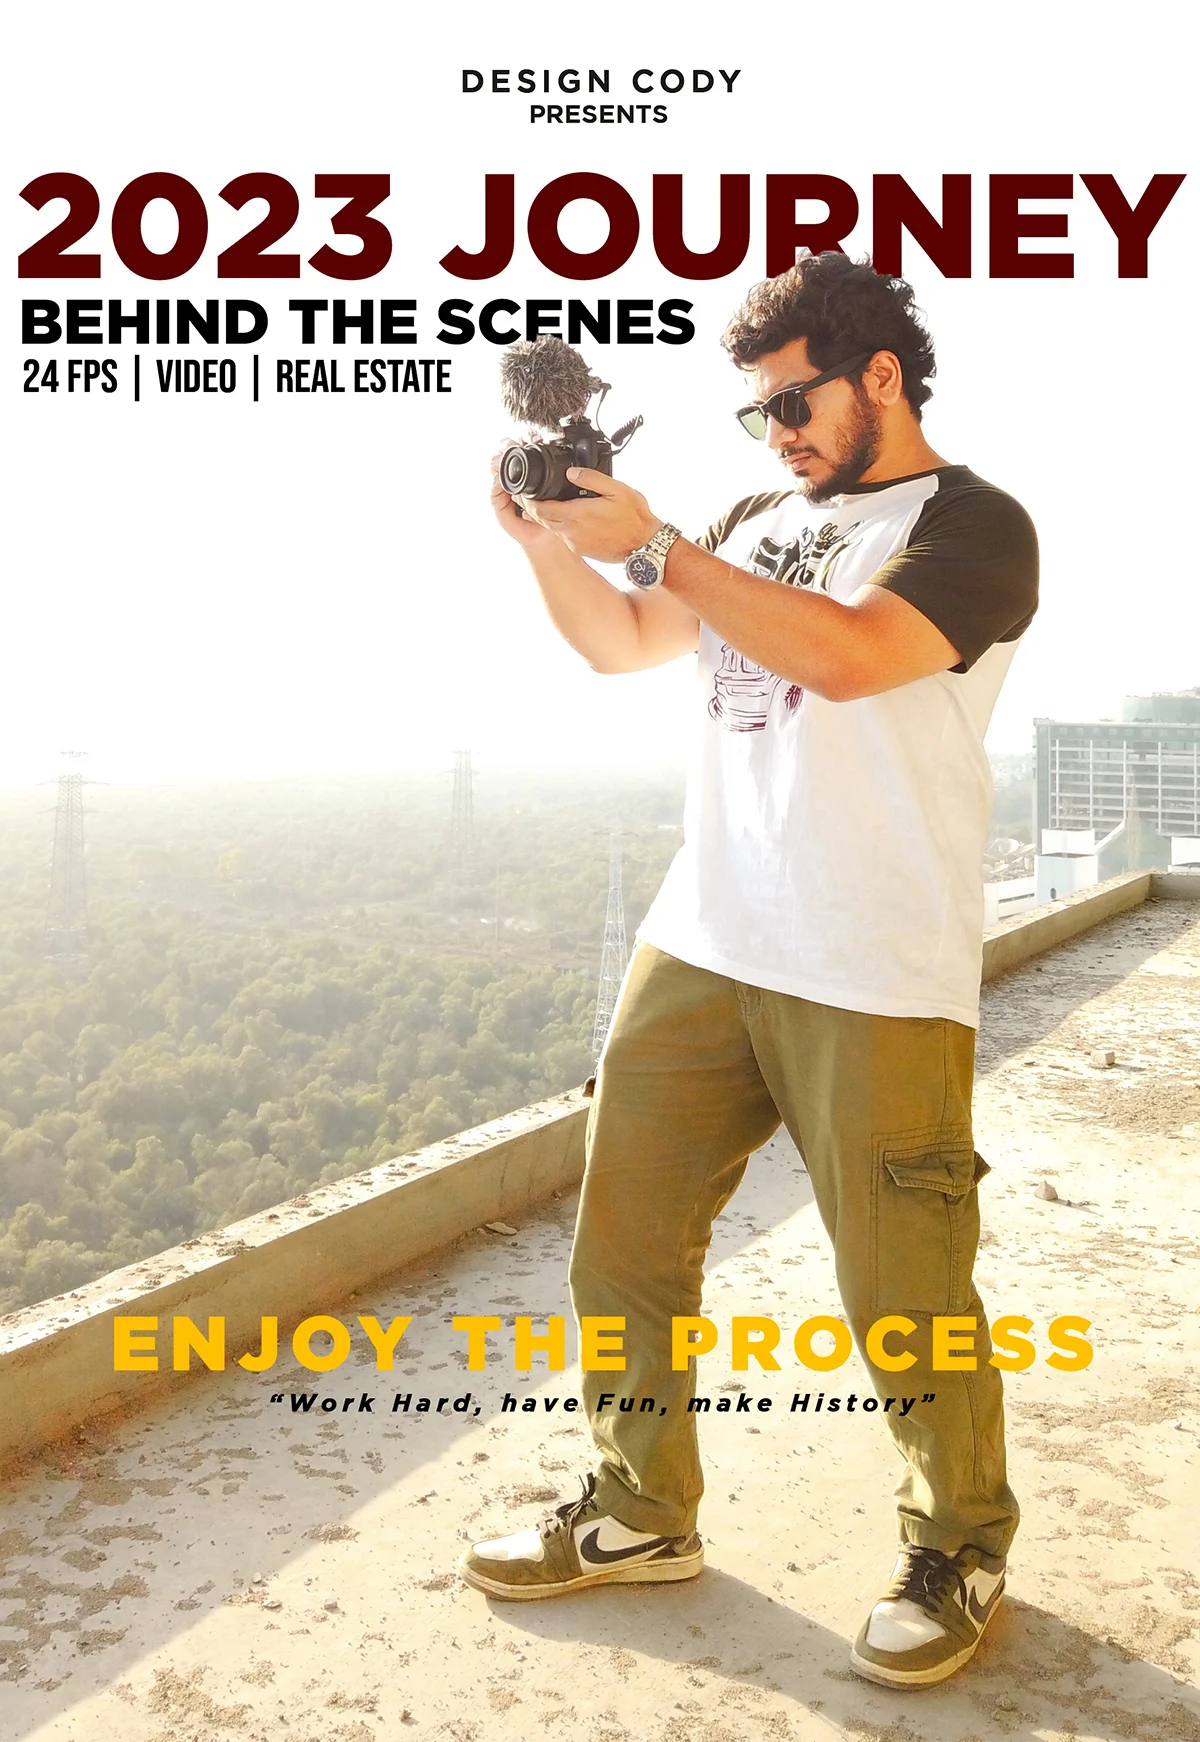 DESIGN CODY
PRESENTS
2023 JOURNEY
BEHIND THE SCENES
24 FPS | VIDEO | REAL ESTATE
ENJOY THE PROCESS
“Work Hard, have Fun, make History”